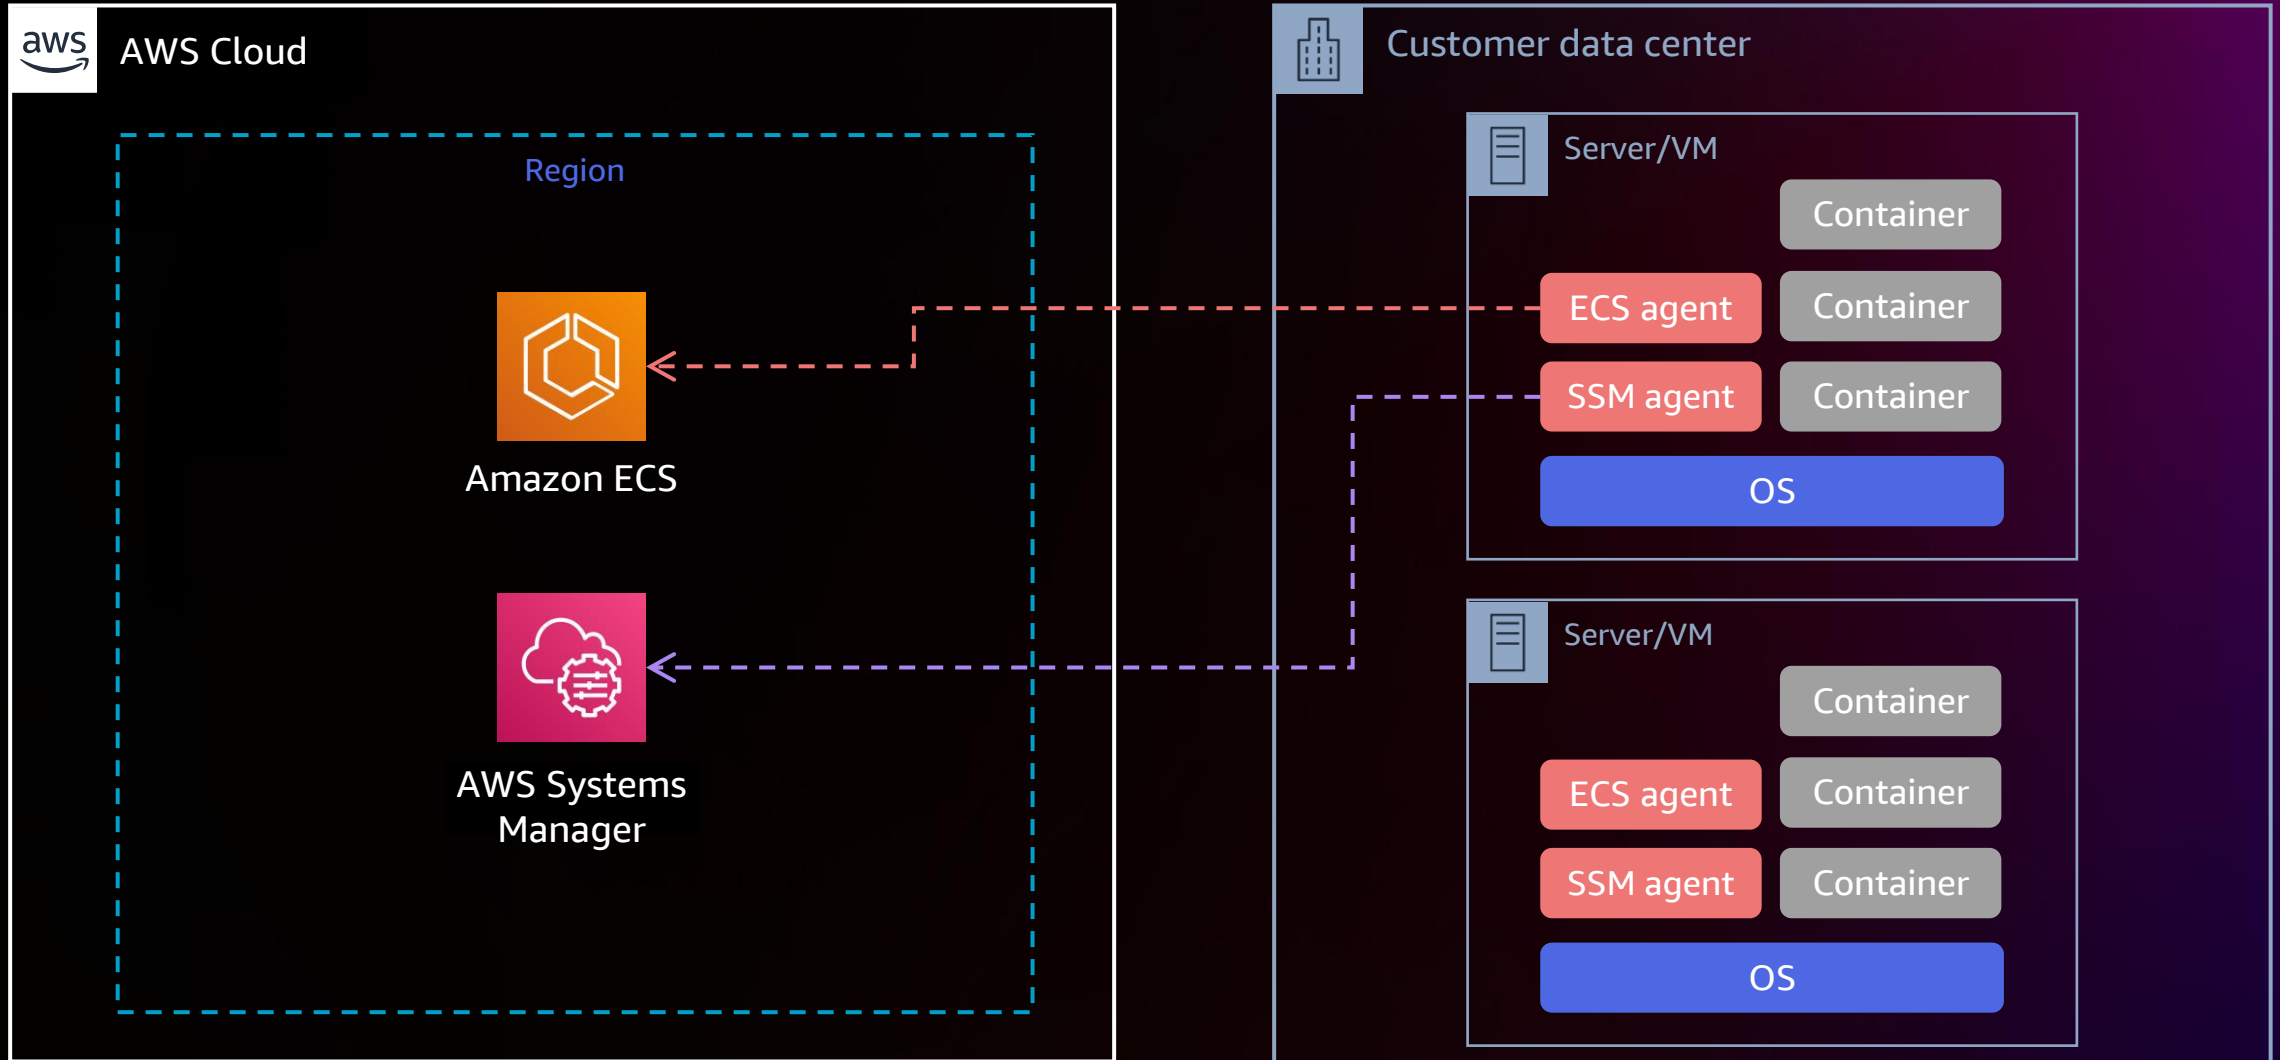 aws
AWS Cloud
Region
Amazon ECS
AWS Systems
Manager
Customer data center
Server/VM
Container
ECS agent
Container
SSM agent
Container
OS
Server/VM
Container
ECS agent
Container
SSM agent
Container
OS